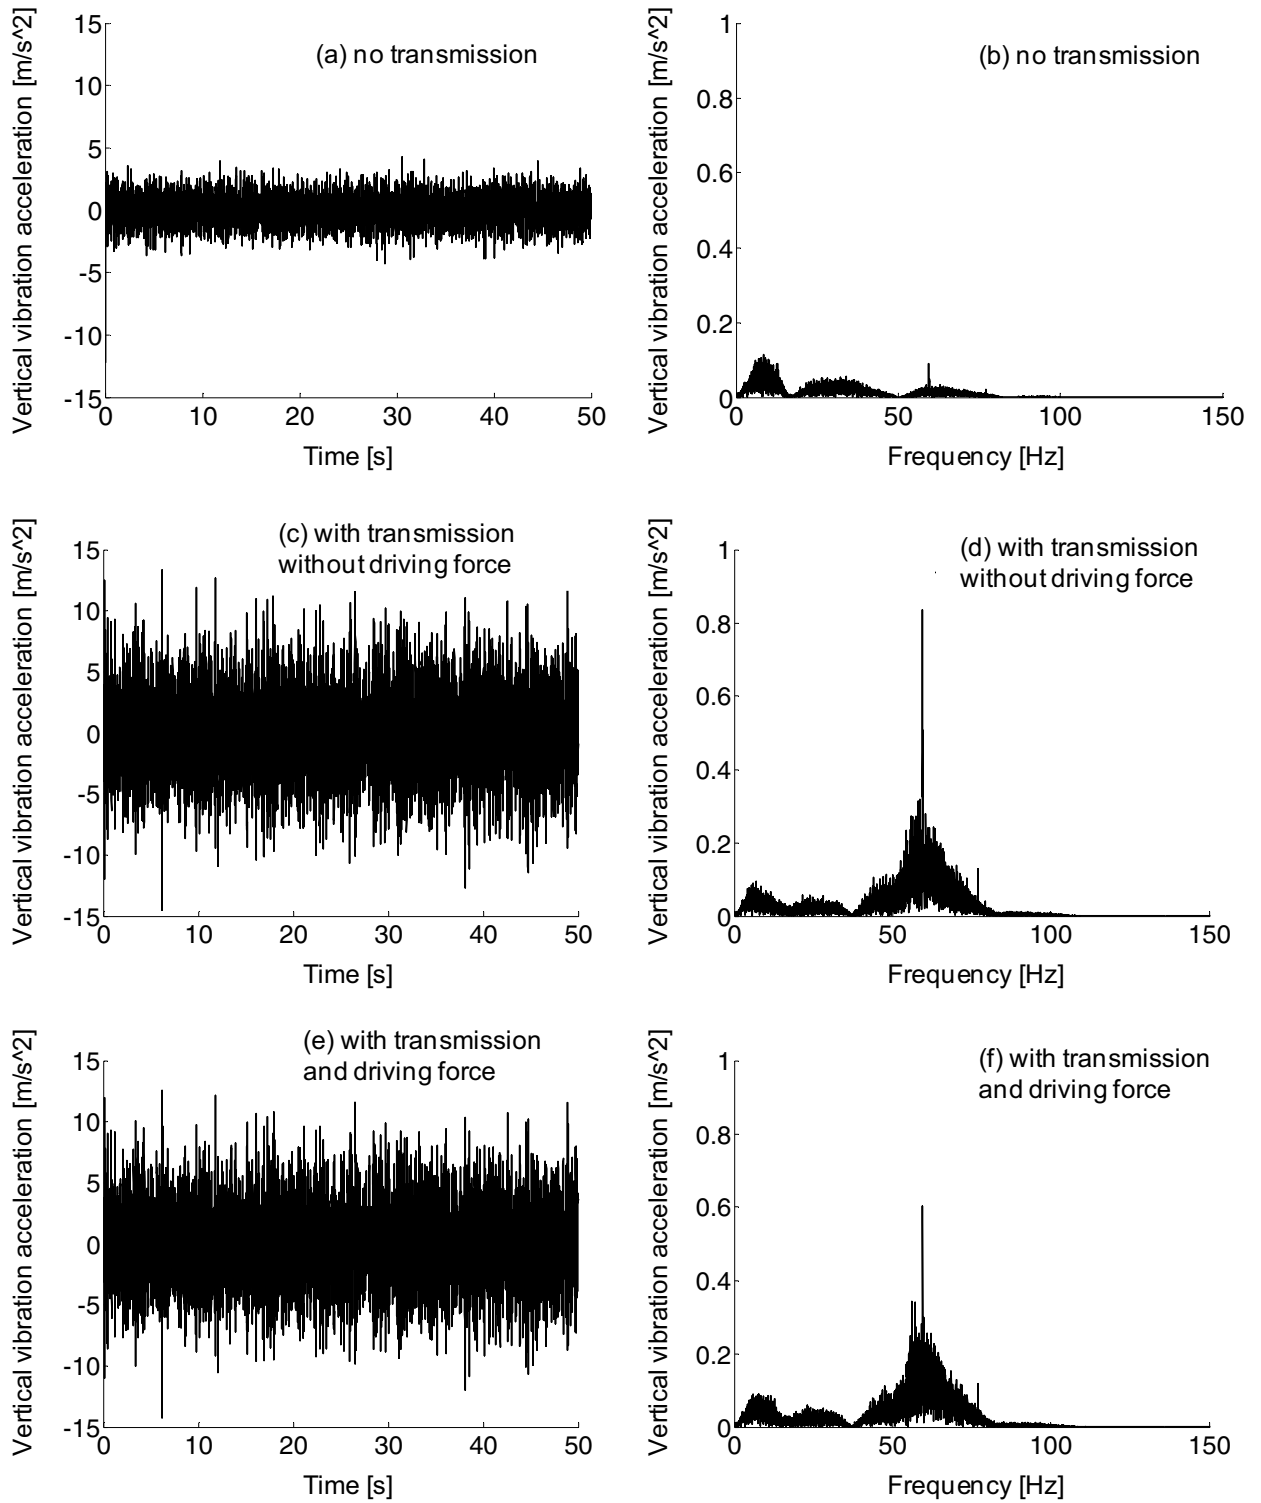 Vertical vibration acceleration [m/s^2]
15
10
5
0
-5
-10
-15
(a) no transmission
0 10 20 30 40 50
Time [s]
Vertical vibration acceleration [m/s^2]
1
0.8
0.6
0.4
0.2
0
(b) no transmission
0 50 100 150
Frequency [Hz]
Vertical vibration acceleration [m/s^2]
15
10
5
0
-5
-10
-15
(c) with transmission
without driving force
0 10 20 30 40 50
Time [s]
Vertical vibration acceleration [m/s^2]
1
0.8
0.6
0.4
0.2
0
(d) with transmission
without driving force
0 50 100 150
Frequency [Hz]
Vertical vibration acceleration [m/s^2]
15
10
5
0
-5
-10
-15
(e) with transmission
and driving force
0 10 20 30 40 50
Time [s]
Vertical vibration acceleration [m/s^2]
1
0.8
0.6
0.4
0.2
0
(f) with transmission
and driving force
0 50 100 150
Frequency [Hz]